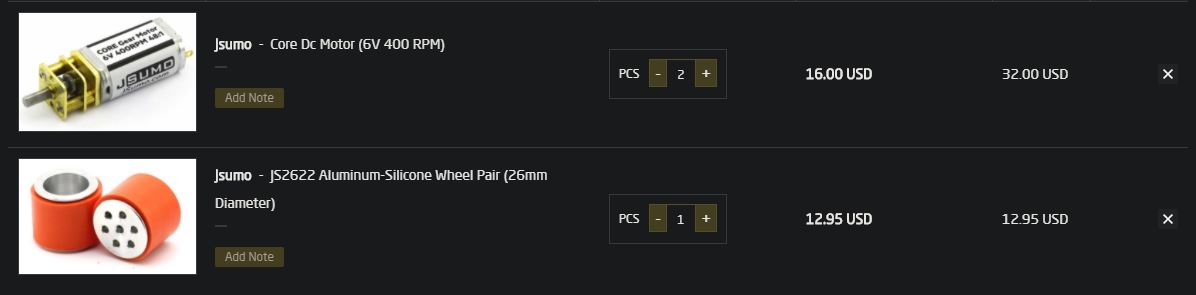 CORE Gear Motor
6V 400RPM 48:1
JSUMO
jsumo.com
Jsumo - Core Dc Motor (6V 400 RPM)
Add Note
PCS - 2 +
16.00 USD
32.00 USD
×
Jsumo - JS2622 Aluminum-Silicone Wheel Pair (26mm
Diameter)
Add Note
PCS - 1 +
12.95 USD
12.95 USD
×